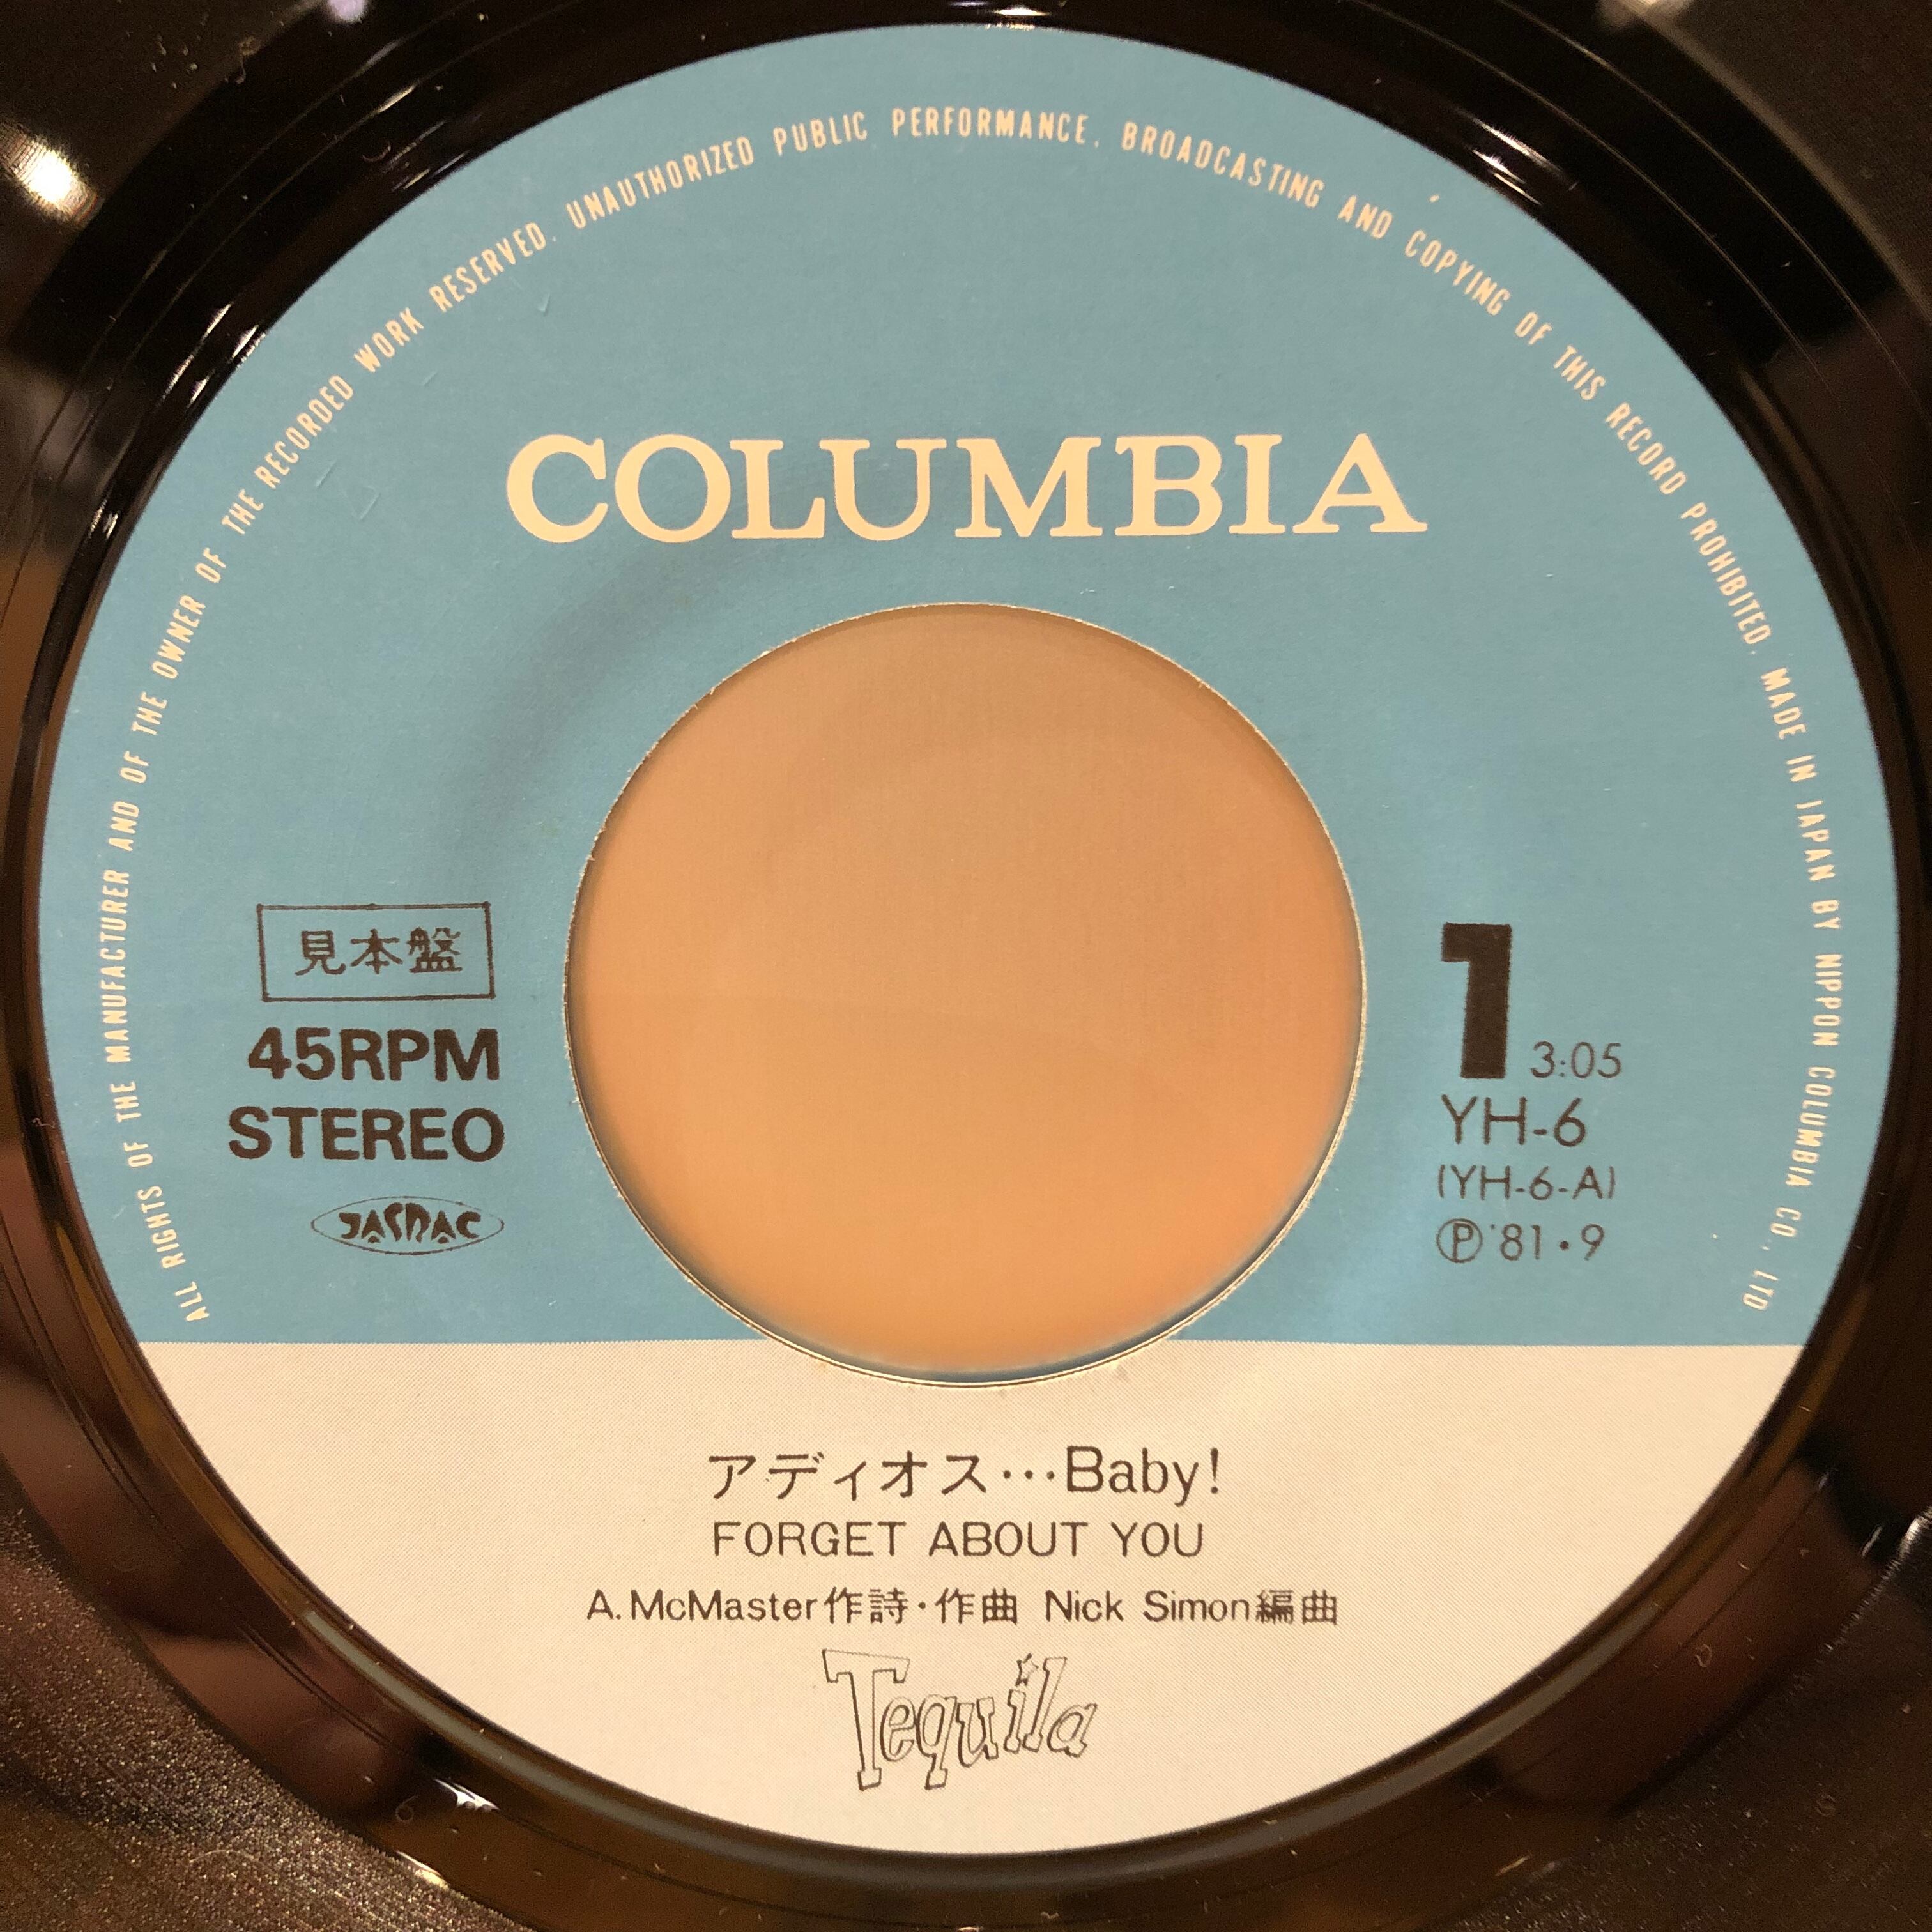 ALL RIGHTS OF THE MANUFACTURER AND OF THE OWNER OF THE RECORDED WORK RESERVED. UNAUTHORIZED PUBLIC PERFORMANCE, BROADCASTING AND COPYING OF THIS RECORD PROHIBITED. MADE IN JAPAN BY NIPPON COLUMBIA CO., LTD
COLUMBIA
見本盤
45RPM
STEREO
JASRAC
1 3:05
YH-6
(YH-6-A)
Ⓟ'81・9
アディオス…Baby!
FORGET ABOUT YOU
A. McMaster作詩・作曲 Nick Simon編曲
Tequila